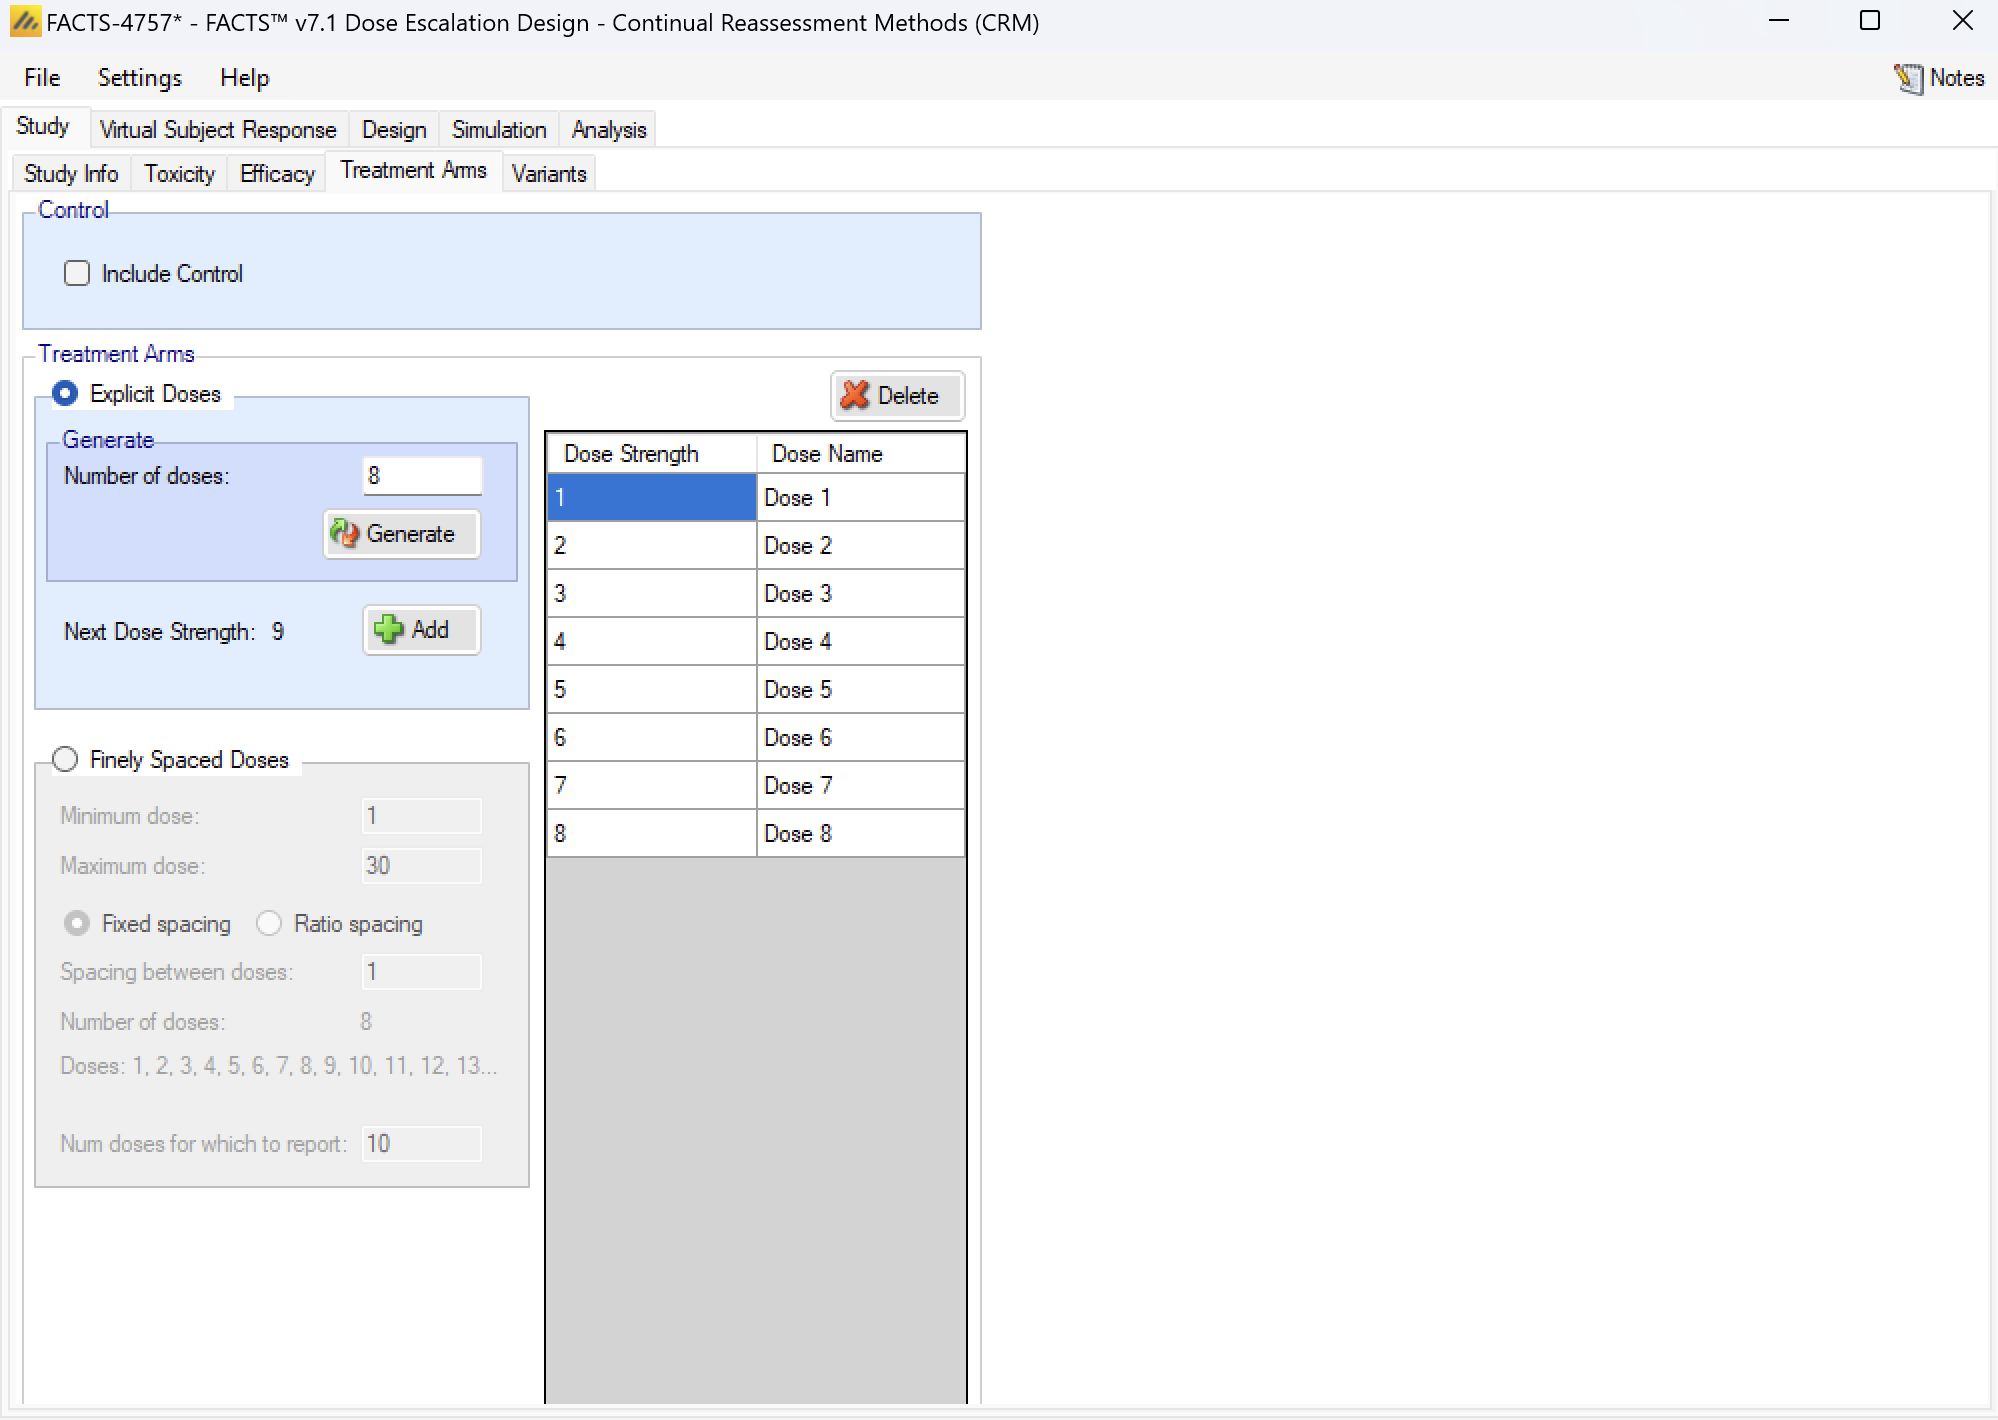 FACTS-4757* - FACTS™ v7.1 Dose Escalation Design - Continual Reassessment Methods (CRM)
File Settings Help Notes
Study Virtual Subject Response Design Simulation Analysis
Study Info Toxicity Efficacy Treatment Arms Variants
Control
Include Control
Treatment Arms
Explicit Doses
Generate
Number of doses: 8
Generate
Next Dose Strength: 9 Add
Finely Spaced Doses
Minimum dose: 1
Maximum dose: 30
Fixed spacing Ratio spacing
Spacing between doses: 1
Number of doses: 8
Doses: 1, 2, 3, 4, 5, 6, 7, 8, 9, 10, 11, 12, 13...
Num doses for which to report: 10
Delete
Dose Strength Dose Name
1 Dose 1
2 Dose 2
3 Dose 3
4 Dose 4
5 Dose 5
6 Dose 6
7 Dose 7
8 Dose 8